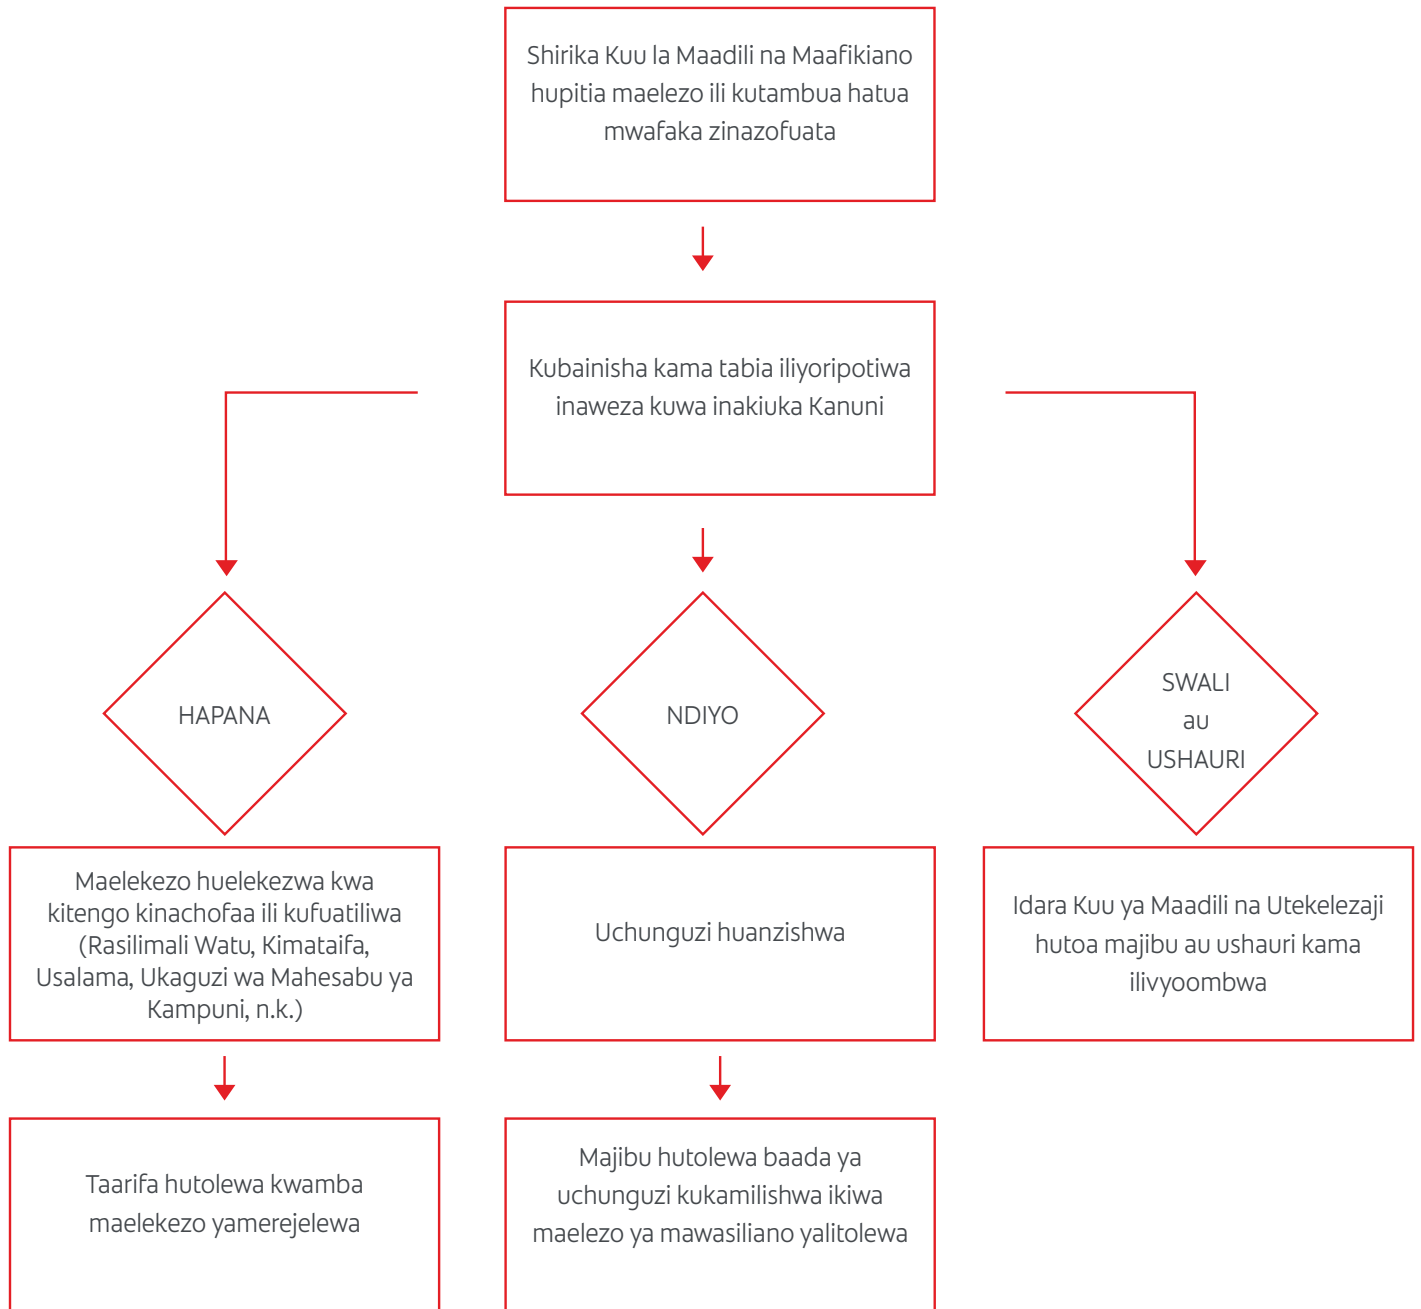 Shirika Kuu la Maadili na Maafikiano
hupitia maelezo ili kutambua hatua
mwafaka zinazofuata
Kubainisha kama tabia iliyoripotiwa
inaweza kuwa inakiuka Kanuni
HAPANA
NDIYO
SWALI
au
USHAURI
Maelekezo huelekezwa kwa
kitengo kinachofaa ili kufuatiliwa
(Rasilimali Watu, Kimataifa,
Usalama, Ukaguzi wa Mahesabu ya
Kampuni, n.k.)
Uchunguzi huanzishwa
Idara Kuu ya Maadili na Utekelezaji
hutoa majibu au ushauri kama
ilivyoombwa
Taarifa hutolewa kwamba
maelekezo yamerejelewa
Majibu hutolewa baada ya
uchunguzi kukamilishwa ikiwa
maelezo ya mawasiliano yalitolewa